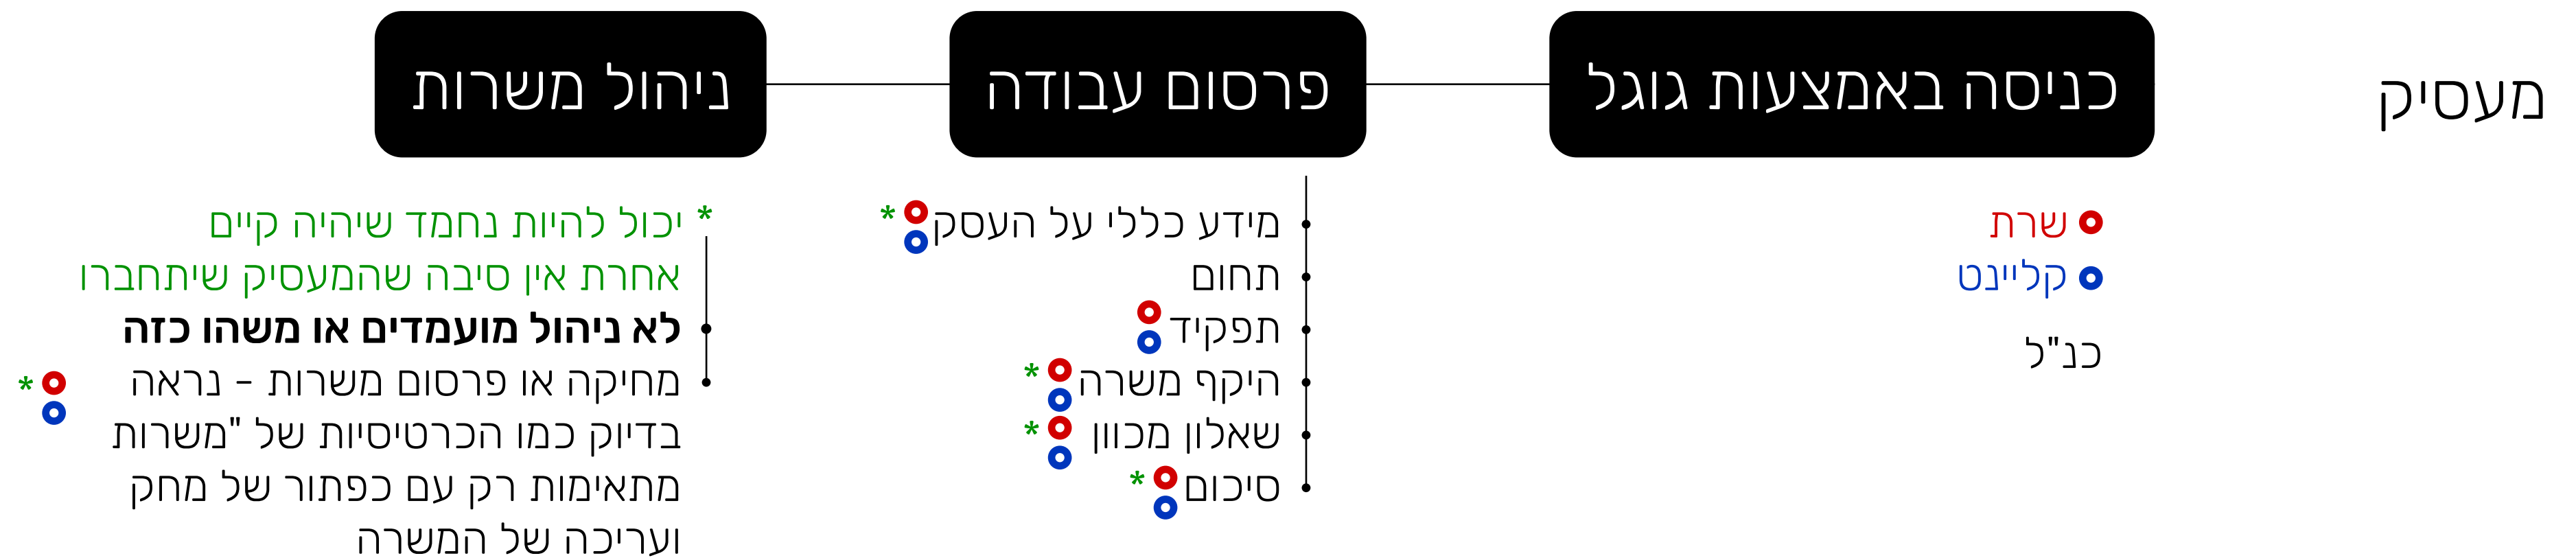 מעסיק
כניסה באמצעות גוגל
שרת
קליינט
כנ"ל
פרסום עבודה
מידע כללי על העסק *
תחום
תפקיד
היקף משרה *
שאלון מכוון *
סיכום *
ניהול משרות
* יכול להיות נחמד שיהיה קיים
אחרת אין סיבה שהמעסיק שיתחברו
לא ניהול מועמדים או משהו כזה
מחיקה או פרסום משרות - נראה *
בדיוק כמו הכרטיסיות של "משרות
מתאימות רק עם כפתור של מחק
ועריכה של המשרה